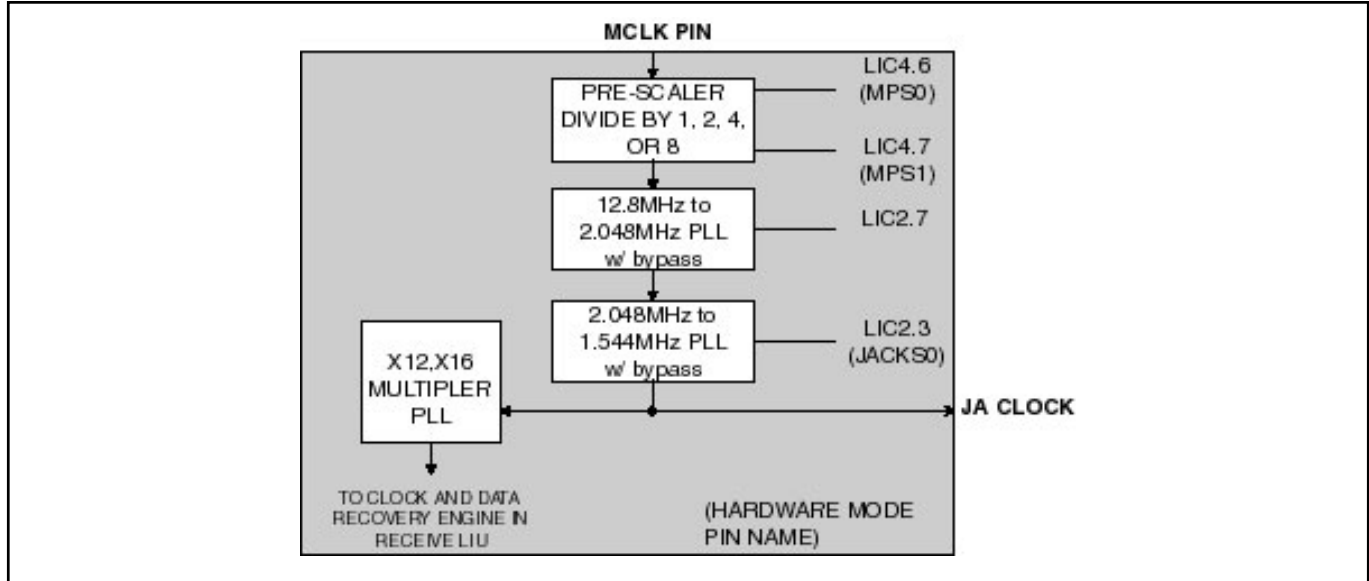 MCLK PIN
PRE-SCALER
DIVIDE BY 1, 2, 4,
OR 8
LIC4.6
(MPS0)
LIC4.7
(MPS1)
12.8MHz to
2.048MHz PLL
w/ bypass
LIC2.7
2.048MHz to
1.544MHz PLL
w/ bypass
LIC2.3
(JACKS0)
X12,X16
MULTIPLER
PLL
JA CLOCK
TO CLOCK AND DATA
RECOVERY ENGINE IN
RECEIVE LIU
(HARDWARE MODE
PIN NAME)